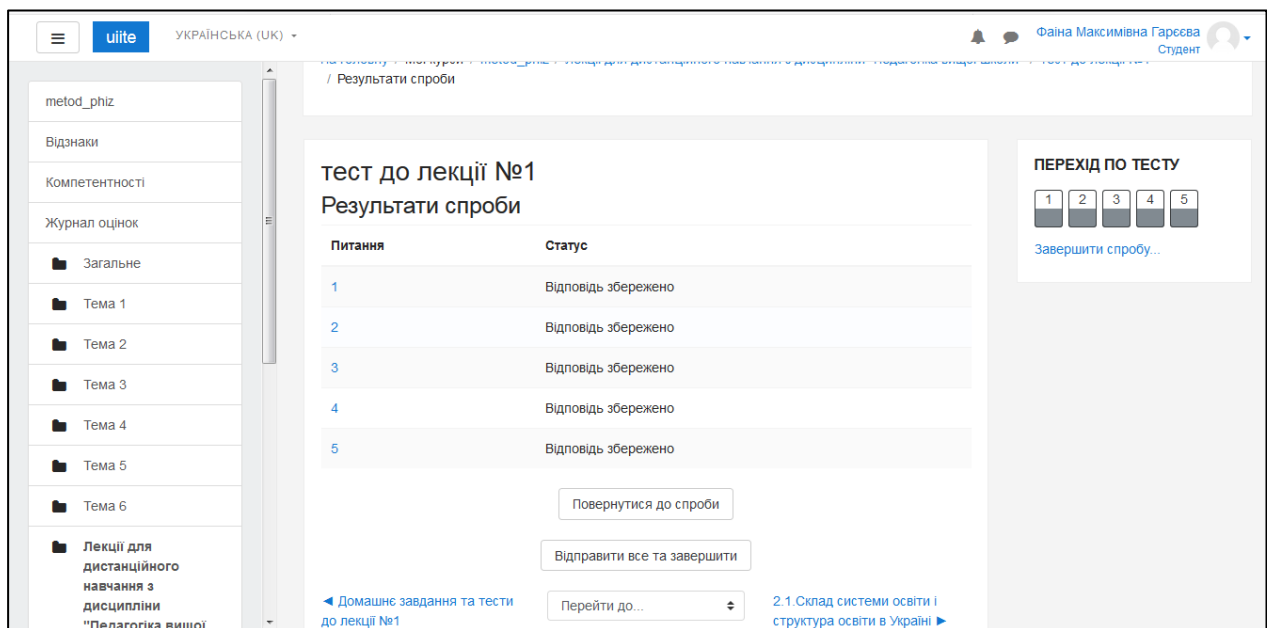 uiite УКРАЇНСЬКА (UK)
Фаіна Максимівна Гарєєва
Студент
/ Результати спроби
metod_phiz
Відзнаки
Компетентності
Журнал оцінок
Загальне
Тема 1
Тема 2
Тема 3
Тема 4
Тема 5
Тема 6
Лекції для
дистанційного
навчання з
дисципліни
"Педагогіка вищої
тест до лекції №1
Результати спроби
Питання Статус
1 Відповідь збережено
2 Відповідь збережено
3 Відповідь збережено
4 Відповідь збережено
5 Відповідь збережено
Повернутися до спроби
Відправити все та завершити
◄ Домашнє завдання та тести
до лекції №1
Перейти до...
2.1.Склад системи освіти і
структура освіти в Україні ►
ПЕРЕХІД ПО ТЕСТУ
1 2 3 4 5
Завершити спробу...